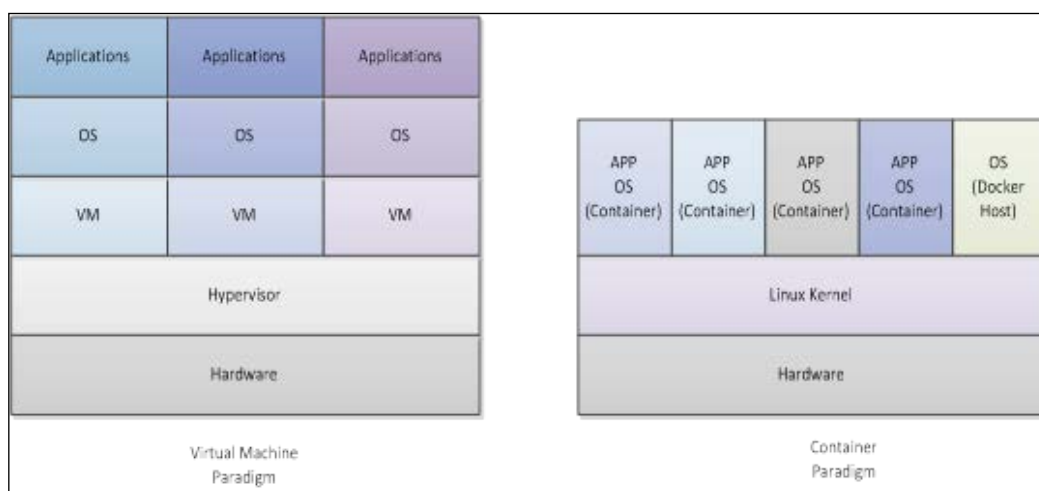 Applications
Applications
Applications
OS
OS
OS
VM
VM
VM
Hypervisor
Hardware
Virtual Machine
Paradigm
APP
OS
(Container)
APP
OS
(Container)
APP
OS
(Container)
APP
OS
(Container)
OS
(Docker
Host)
Linux Kernel
Hardware
Container
Paradigm